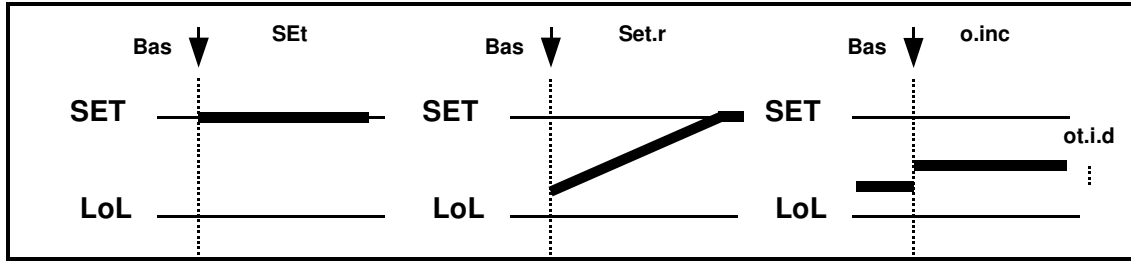 Bas SEt
SET
LoL
Bas Set.r
SET
LoL
Bas o.inc
SET
ot.i.d
LoL